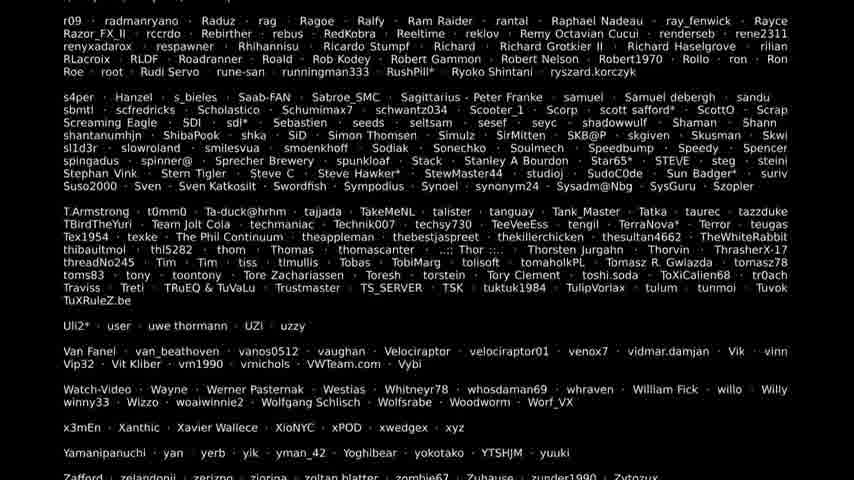 r09 · radmanryano · Raduz · rag · Ragoe · Ralfy · Ram Raider · rantal · Raphael Nadeau · ray_fenwick · Rayce
Razor_FX_II · rccrdo · Rebirther · rebus · RedKobra · Reeltime · reklov · Remy Octavian Cucui · renderseb · rene2311
renyxadarox · respawner · Rhihannisu · Ricardo Stumpf · Richard · Richard Grotkier II · Richard Haselgrove · rilian
RLacroix · RLDF · Roadranner · Roald · Rob Kodey · Robert Gammon · Robert Nelson · Robert1970 · Rollo · ron · Ron
Roe · root · Rudi Servo · rune-san · runningman333 · RushPill* · Ryoko Shintani · ryszard.korczyk
s4per · Hanzel · s_bieles · Saab-FAN · Sabroe_SMC · Sagittarius - Peter Franke · samuel · Samuel debergh · sandu
sbmtl · scfredricks · Scholastico · Schumimax7 · schwantz034 · Scooter_1 · Scorp · scott safford* · ScottO · Scrap
Screaming Eagle · SDI · sdl* · Sebastien · seeds · seltsam · sesef · seyc · shadowwulf · Shaman · Shann
shantanumhjn · ShibaPook · shka · SiD · Simon Thomsen · Simulz · SirMitten · SKB@P · skgiven · Skusman · Skwi
sl1d3r · slowroland · smilesvua · smoenkhoff · Sodiak · Sonechko · Soulmech · Speedbump · Speedy · Spencer
spingadus · spinner@ · Sprecher Brewery · spunkloaf · Stack · Stanley A Bourdon · Star65* · STE\/E · steg · steini
Stephan Vink · Stern Tigler · Steve C · Steve Hawker* · StewMaster44 · studioj · SudoC0de · Sun Badger* · suriv
Suso2000 · Sven · Sven Katkosilt · Swordfish · Sympodius · Synoel · synonym24 · Sysadm@Nbg · SysGuru · Szopler
T.Armstrong · t0mm0 · Ta-duck@hrhm · tajjada · TakeMeNL · talister · tanguay · Tank_Master · Tatka · taurec · tazzduke
TBirdTheYuri · Team Jolt Cola · techmaniac · Technik007 · techsy730 · TeeVeeEss · tengil · TerraNova* · Terror · teugas
Tex1954 · texke · The Phil Continuum · theappleman · thebestjaspreet · thekillerchicken · thesultan4662 · TheWhiteRabbit
thibaultmol · thl5282 · thom · Thomas · thomascanter · ..:; Thor ;:.. · Thorsten Jurgahn · Thorvin · ThrasherX-17
threadNo245 · Tim · Tim · tiss · tlmullis · Tobas · TobiMarg · tolisoft · tomaholkPL · Tomasz R. Gwiazda · tomasz78
toms83 · tony · toontony · Tore Zachariassen · Toresh · torstein · Tory Clement · toshi.soda · ToXiCalien68 · tr0ach
Traviss · Treti · TRuEQ & TuVaLu · Trustmaster · TS_SERVER · TSK · tuktuk1984 · TulipVorlax · tulum · tunmoi · Tuvok
TuXRuleZ.be
Uli2* · user · uwe thormann · UZI · uzzy
Van Fanel · van_beathoven · vanos0512 · vaughan · Velociraptor · velociraptor01 · venox7 · vidmar.damjan · Vik · vinn
Vip32 · Vit Kliber · vm1990 · vmichols · VWTeam.com · Vybi
Watch-Video · Wayne · Werner Pasternak · Westias · Whitneyr78 · whosdaman69 · whraven · William Fick · willo · Willy
winny33 · Wizzo · woaiwinnie2 · Wolfgang Schlisch · Wolfsrabe · Woodworm · Worf_VX
x3mEn · Xanthic · Xavier Wallece · XioNYC · xPOD · xwedgex · xyz
Yamanipanuchi · yan · yerb · yik · yman_42 · Yoghibear · yokotako · YTSHJM · yuuki
Zafford · zelandonii · zerizno · zioriga · zoltan blatter · zombie67 · Zuhause · zunder1990 · Zytozux